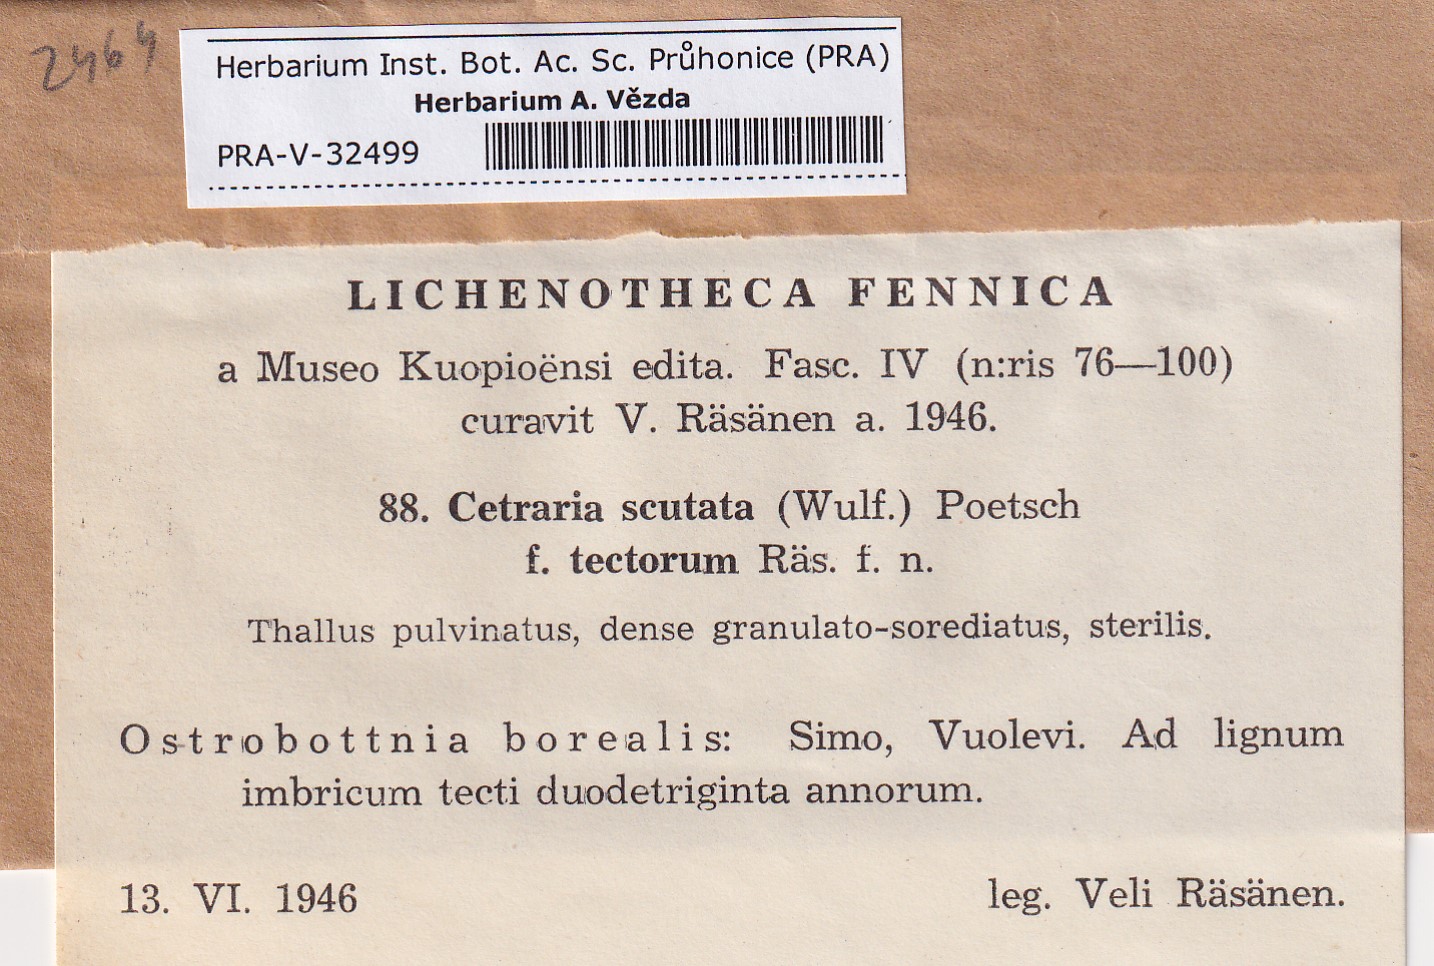 2464
Herbarium Inst. Bot. Ac. Sc. Průhonice (PRA)
Herbarium A. Vězda
PRA-V-32499
LICHENOTHECA FENNICA
a Museo Kuopioënsi edita. Fasc. IV (n:ris 76—100)
curavit V. Räsänen a. 1946.
88. Cetraria scutata (Wulf.) Poetsch
f. tectorum Räs. f. n.
Thallus pulvinatus, dense granulato-sorediatus, sterilis.
Ostrobottnia borealis: Simo, Vuolevi. Ad lignum
imbricum tecti duodetriginta annorum.
13. VI. 1946 leg. Veli Räsänen.